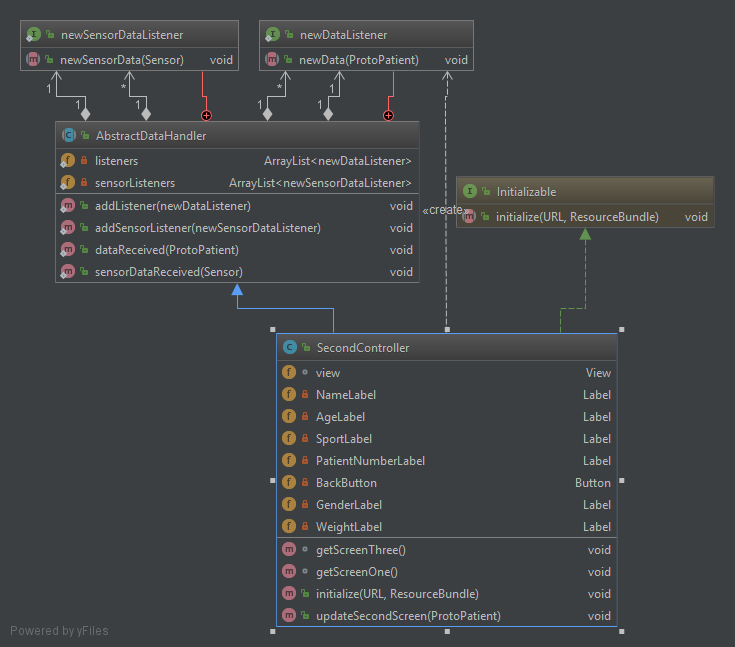 newSensorDataListener
newSensorData(Sensor) void
newDataListener
newData(ProtoPatient) void
1 * * 1
1 1 1 1
AbstractDataHandler
listeners ArrayList<newDataListener>
sensorListeners ArrayList<newSensorDataListener>
addListener(newDataListener) void
addSensorListener(newSensorDataListener) void
dataReceived(ProtoPatient) void
sensorDataReceived(Sensor) void
«create»
Initializable
initialize(URL, ResourceBundle) void
SecondController
view View
NameLabel Label
AgeLabel Label
SportLabel Label
PatientNumberLabel Label
BackButton Button
GenderLabel Label
WeightLabel Label
getScreenThree() void
getScreenOne() void
initialize(URL, ResourceBundle) void
updateSecondScreen(ProtoPatient) void
Powered by yFiles